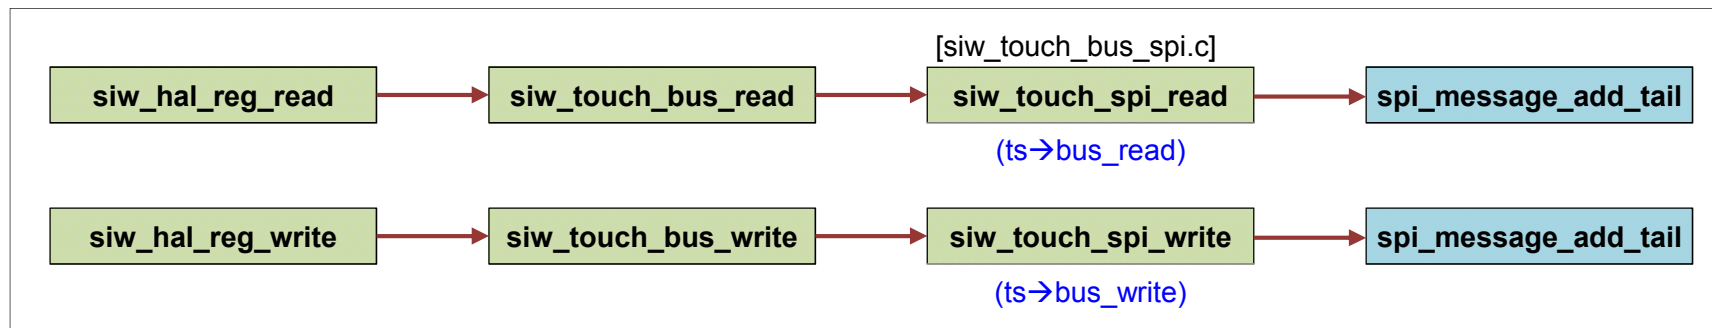 [siw_touch_bus_spi.c]
siw_hal_reg_read siw_touch_bus_read siw_touch_spi_read spi_message_add_tail
(ts→bus_read)
siw_hal_reg_write siw_touch_bus_write siw_touch_spi_write spi_message_add_tail
(ts→bus_write)